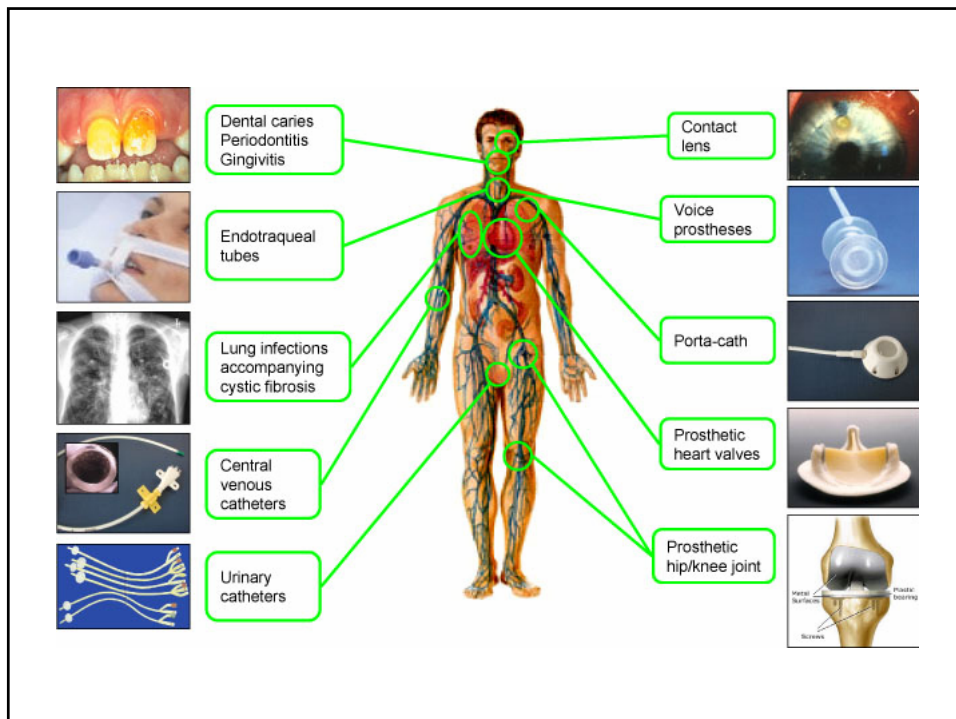 Dental caries
Periodontitis
Gingivitis
Endotraqueal
tubes
Lung infections
accompanying
cystic fibrosis
Central
venous
catheters
Urinary
catheters
Contact
lens
Voice
prostheses
Porta-cath
Prosthetic
heart valves
Prosthetic
hip/knee joint
Metal
Surfaces
Plastic
bearing
Screws